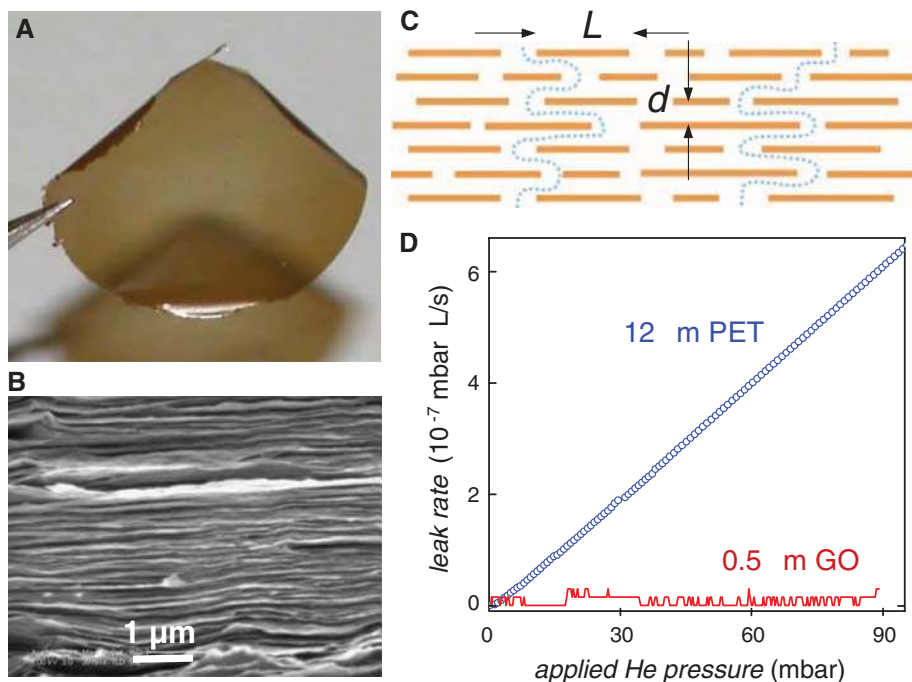 A
B
1 µm
C
L
d
D
leak rate (10⁻⁷ mbar L/s)
6
4
2
0
12 m PET
0.5 m GO
0 30 60 90
applied He pressure (mbar)